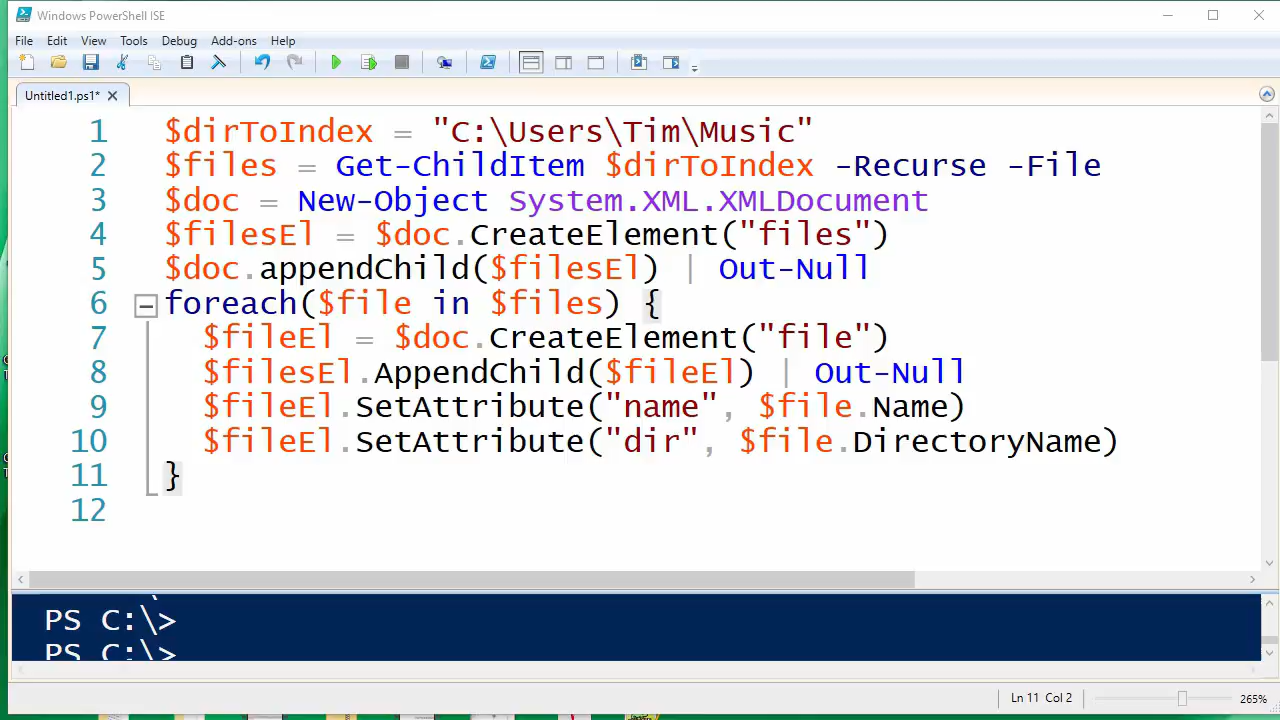 Windows PowerShell ISE
File Edit View Tools Debug Add-ons Help
Untitled1.ps1*
1 $dirToIndex = "C:\Users\Tim\Music"
2 $files = Get-ChildItem $dirToIndex -Recurse -File
3 $doc = New-Object System.XML.XMLDocument
4 $filesEl = $doc.CreateElement("files")
5 $doc.appendChild($filesEl) | Out-Null
6 foreach($file in $files) {
7 $fileEl = $doc.CreateElement("file")
8 $filesEl.AppendChild($fileEl) | Out-Null
9 $fileEl.SetAttribute("name", $file.Name)
10 $fileEl.SetAttribute("dir", $file.DirectoryName)
11 }
12
PS C:\>
PS C:\>
Ln 11 Col 2 265%